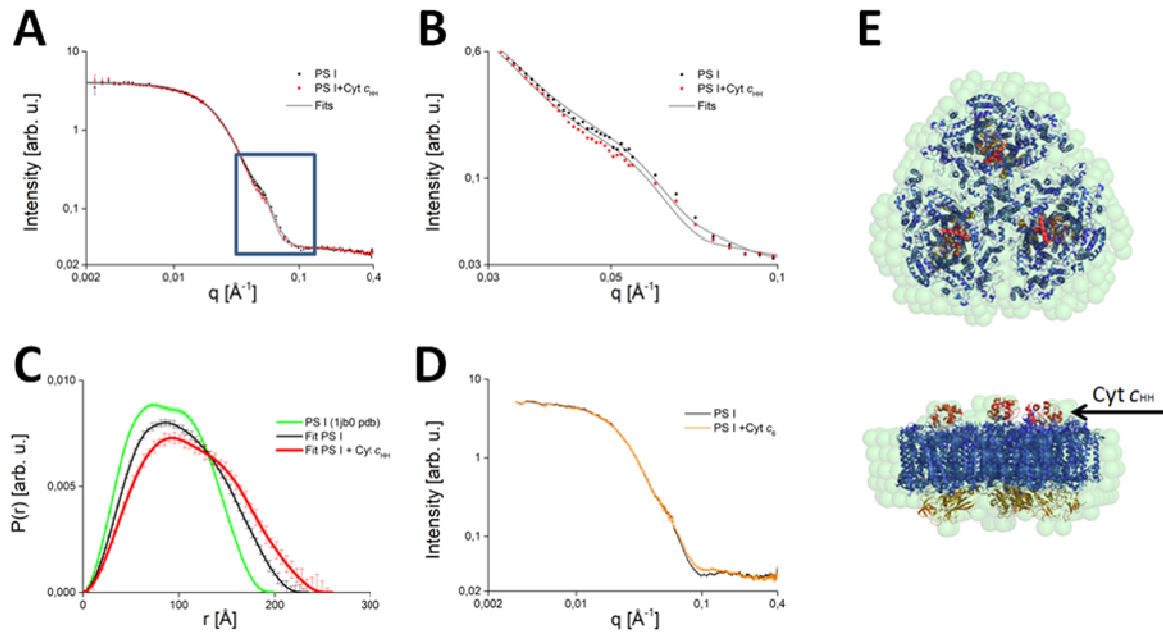 A
Intensity [arb. u.]
10
1
0,1
0,02
0,002
0,01
0,1
0,4
q [Å⁻¹]
PS I
PS I+Cyt cHH
Fits
B
Intensity [arb. u.]
0,6
0,1
0,03
0,03
0,05
0,1
q [Å⁻¹]
PS I
PS I+Cyt cHH
Fits
C
P(r) [arb. u.]
0,010
0,005
0,000
0
100
200
300
r [Å]
PS I (1jb0 pdb)
Fit PS I
Fit PS I + Cyt cHH
D
Intensity [arb. u.]
10
1
0,1
0,02
0,002
0,01
0,1
0,4
q [Å⁻¹]
PS I
PS I +Cyt c6
E
Cyt cHH